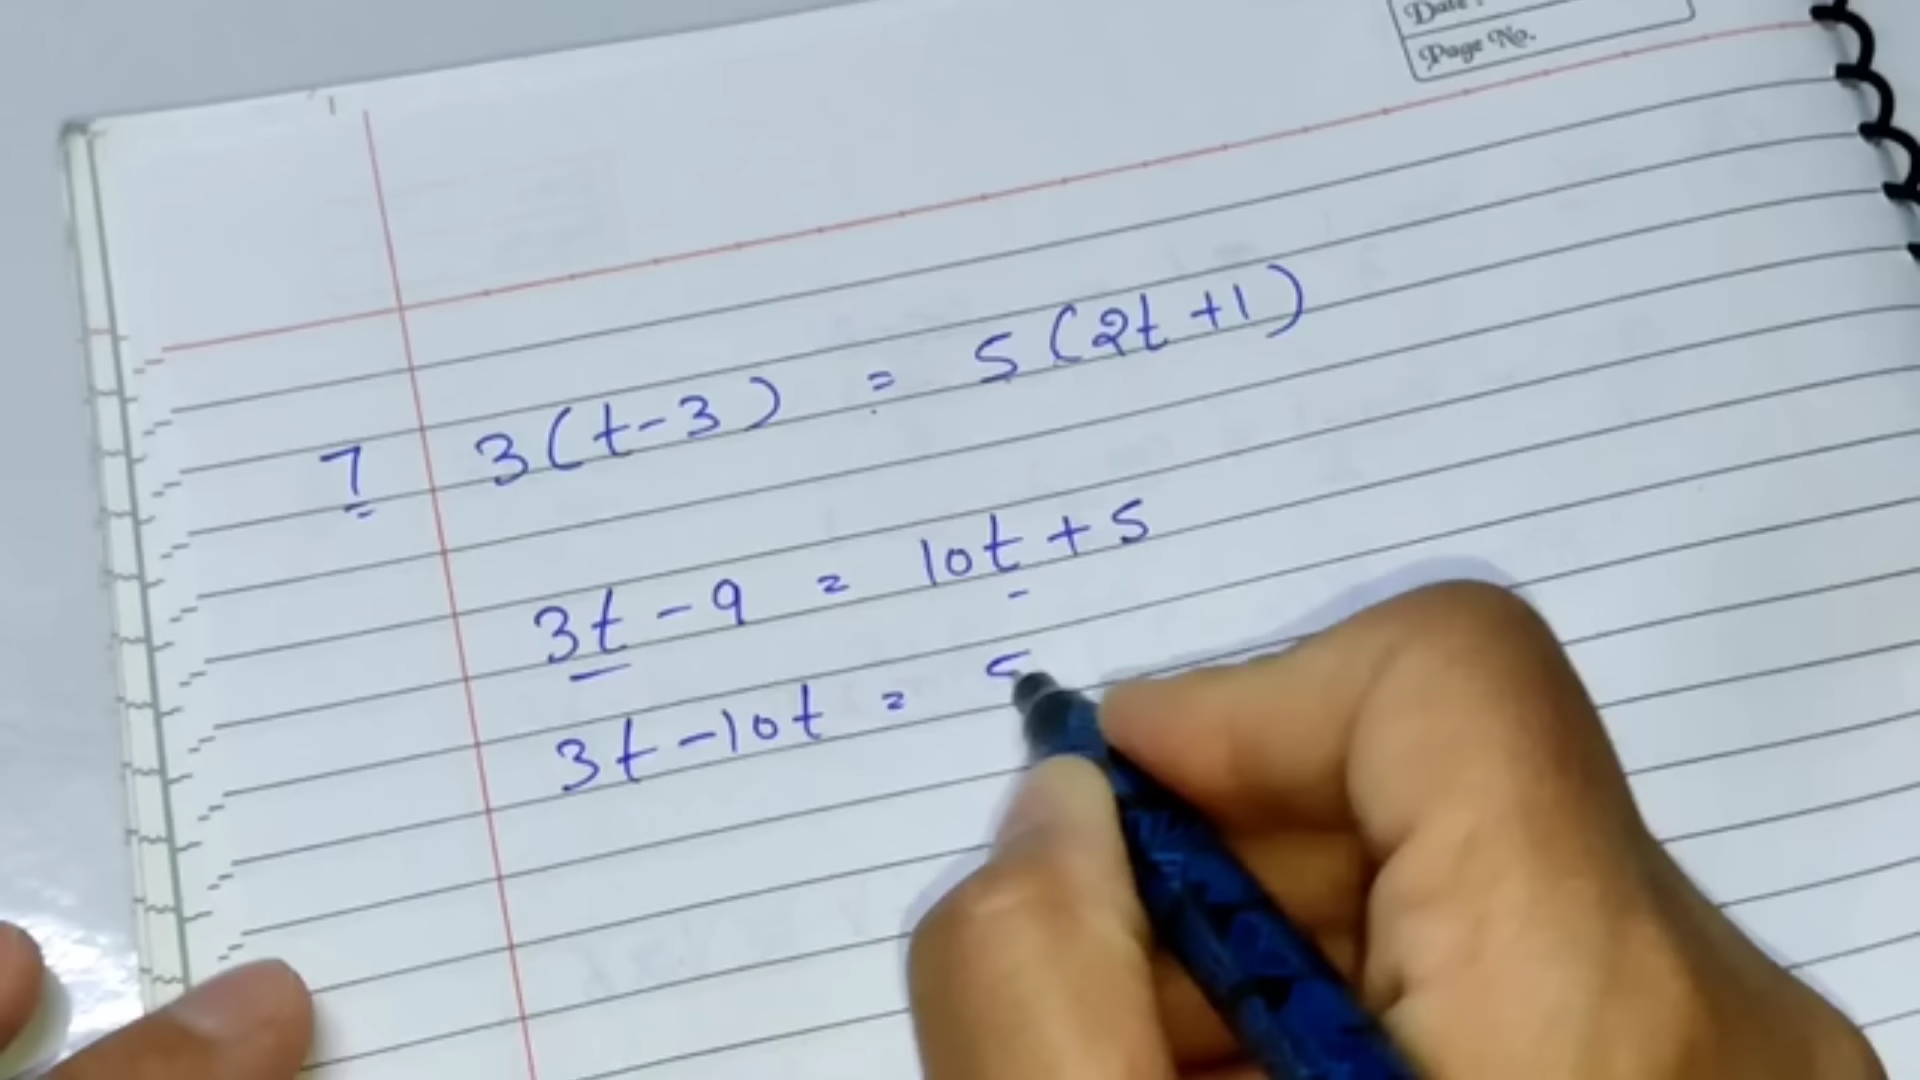 Date :
Page No.
7 3(t-3) = 5(2t+1)
3t-9 = 10t+5
3t-10t = 5